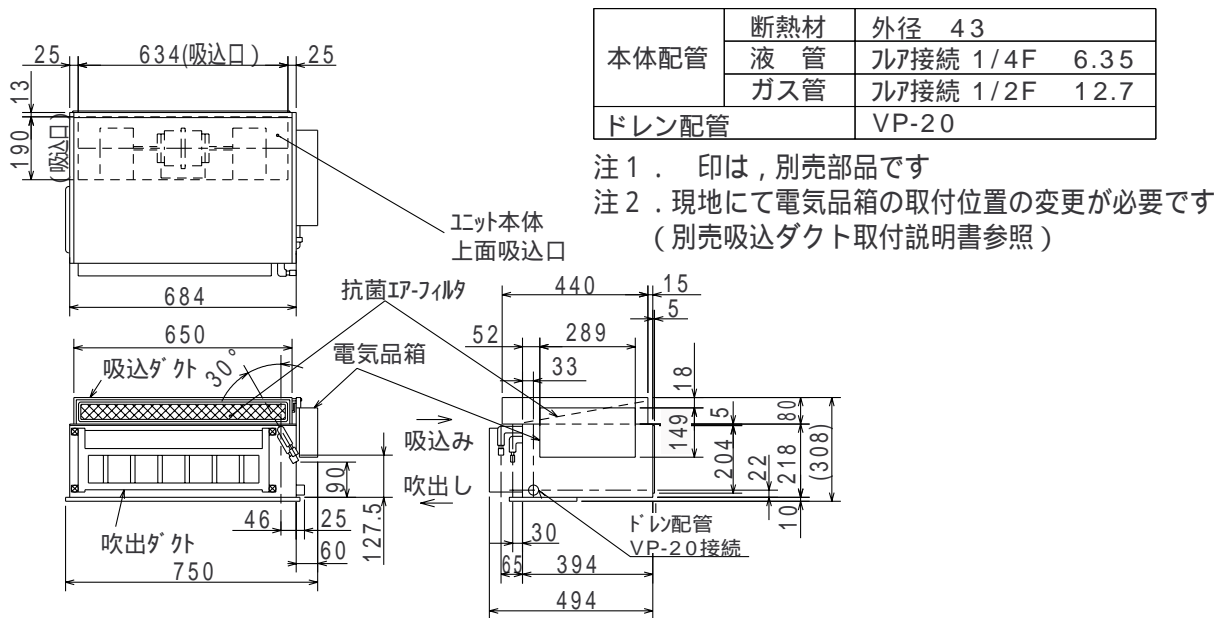 25
634(吸込口)
25
13
190
(吸込口)
ユニット本体
上面吸込口
684
本体配管
断熱材 外径 43
液 管 フレア接続 1/4F 6.35
ガス管 フレア接続 1/2F 12.7
ドレン配管 VP-20
注1. 印は,別売部品です
注2.現地にて電気品箱の取付位置の変更が必要です
(別売吸込ダクト取付説明書参照)
抗菌エアーフィルタ
650
吸込ダクト
30°
電気品箱
90
127.5
46
25
60
吹出ダクト
750
440
15
5
52
289
33
18
吸込み
吹出し
149
5
80
204
22
218
(308)
10
ドレン配管
VP-20接続
30
65
394
494